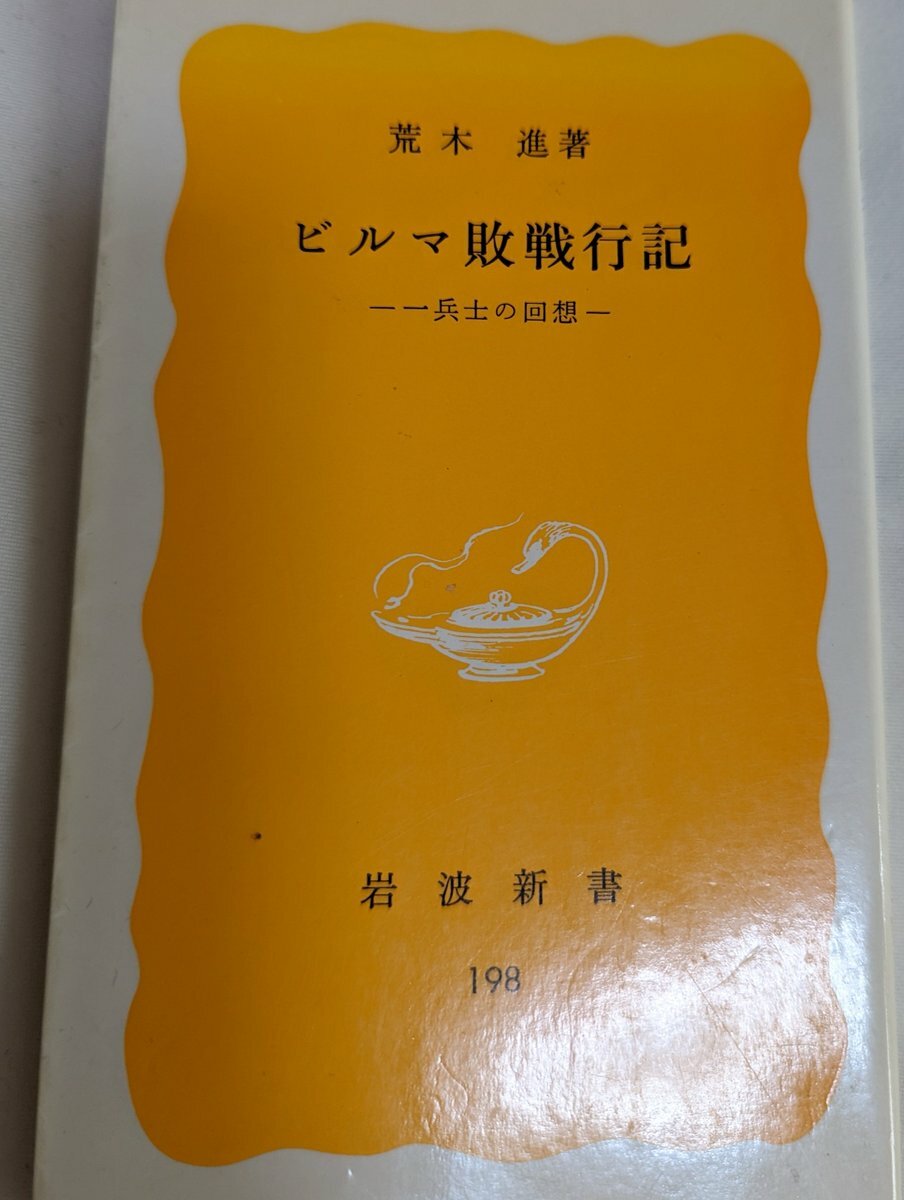 荒木 進著
ビルマ敗戦行記
―一兵士の回想―
岩波新書
198